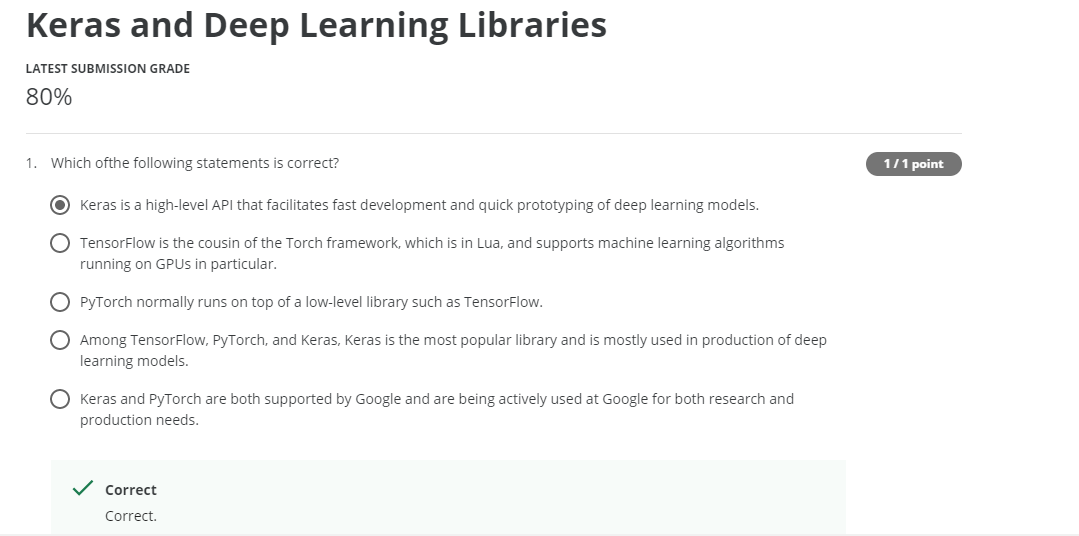 Keras and Deep Learning Libraries
LATEST SUBMISSION GRADE
80%
1. Which ofthe following statements is correct?
1 / 1 point
Keras is a high-level API that facilitates fast development and quick prototyping of deep learning models.
TensorFlow is the cousin of the Torch framework, which is in Lua, and supports machine learning algorithms
running on GPUs in particular.
PyTorch normally runs on top of a low-level library such as TensorFlow.
Among TensorFlow, PyTorch, and Keras, Keras is the most popular library and is mostly used in production of deep
learning models.
Keras and PyTorch are both supported by Google and are being actively used at Google for both research and
production needs.
Correct
Correct.